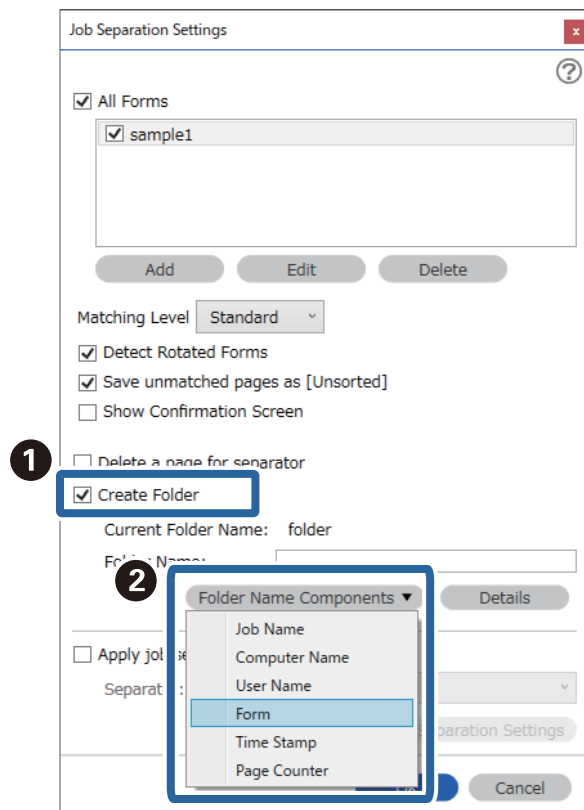 Job Separation Settings x
?
All Forms
sample1
Add Edit Delete
Matching Level Standard
Detect Rotated Forms
Save unmatched pages as [Unsorted]
Show Confirmation Screen
1
Delete a page for separator
Create Folder
Current Folder Name: folder
Name:
2
Folder Name Components ▼ Details
Job Name
Apply
Computer Name
User Name
Form
Time Stamp
Settings
Page Counter
Cancel